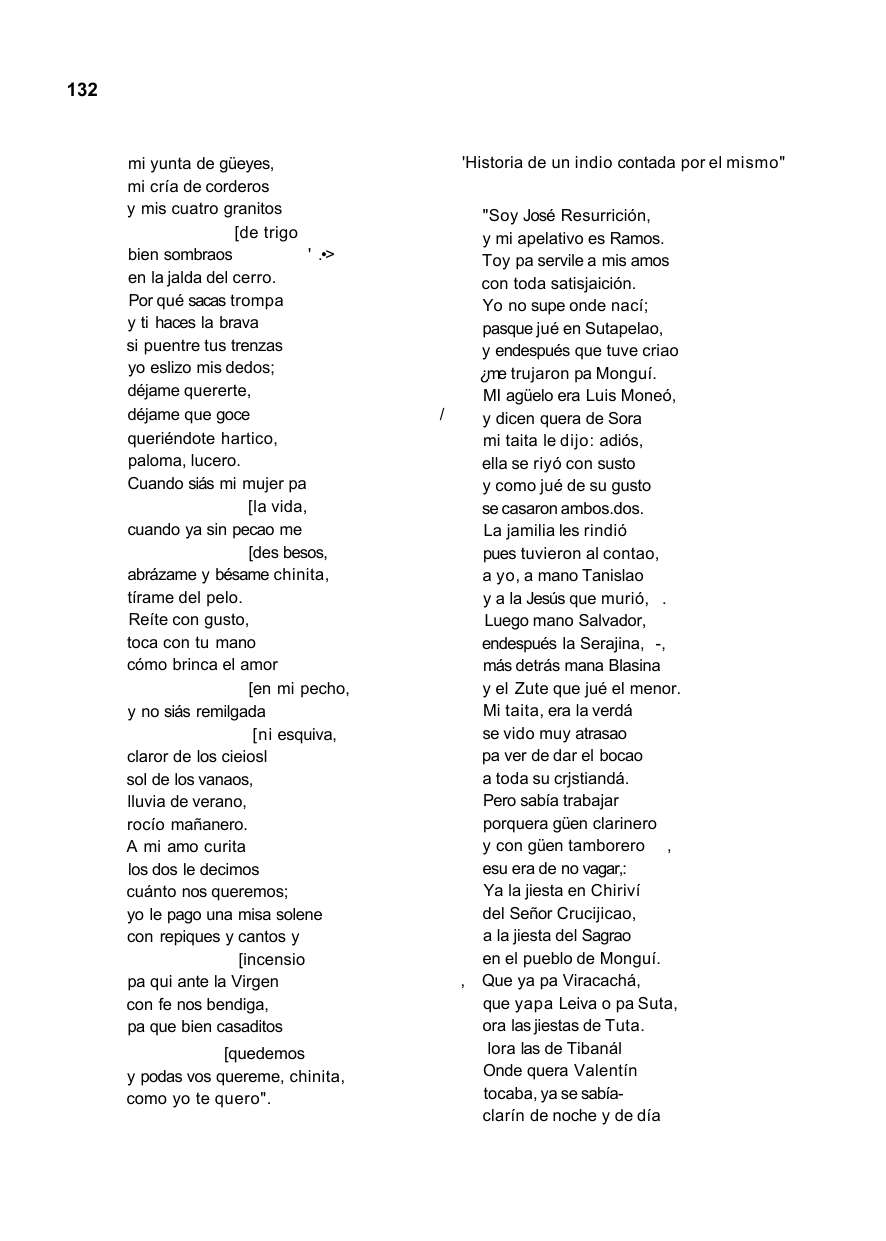 132
mi yunta de güeyes,
mi cría de corderos
y mis cuatro granitos
[de trigo
bien sombraos ' .•>
en la jalda del cerro.
Por qué sacas trompa
y ti haces la brava
si puentre tus trenzas
yo eslizo mis dedos;
déjame quererte,
déjame que goce
queriéndote hartico,
paloma, lucero.
Cuando siás mi mujer pa
[la vida,
cuando ya sin pecao me
[des besos,
abrázame y bésame chinita,
tírame del pelo.
Reíte con gusto,
toca con tu mano
cómo brinca el amor
[en mi pecho,
y no siás remilgada
[ni esquiva,
claror de los cieiosl
sol de los vanaos,
lluvia de verano,
rocío mañanero.
A mi amo curita
los dos le decimos
cuánto nos queremos;
yo le pago una misa solene
con repiques y cantos y
[incensio
pa qui ante la Virgen
con fe nos bendiga,
pa que bien casaditos
[quedemos
y podas vos quereme, chinita,
como yo te quero".
'Historia de un indio contada por el mismo"
"Soy José Resurrición,
y mi apelativo es Ramos.
Toy pa servile a mis amos
con toda satisjaición.
Yo no supe onde nací;
pasque jué en Sutapelao,
y endespués que tuve criao
¿me trujaron pa Monguí.
MI agüelo era Luis Moneó,
/ y dicen quera de Sora
mi taita le dijo: adiós,
ella se riyó con susto
y como jué de su gusto
se casaron ambos.dos.
La jamilia les rindió
pues tuvieron al contao,
a yo, a mano Tanislao
y a la Jesús que murió, .
Luego mano Salvador,
endespués la Serajina, -,
más detrás mana Blasina
y el Zute que jué el menor.
Mi taita, era la verdá
se vido muy atrasao
pa ver de dar el bocao
a toda su crjstiandá.
Pero sabía trabajar
porquera güen clarinero
y con güen tamborero ,
esu era de no vagar,:
Ya la jiesta en Chiriví
del Señor Crucijicao,
a la jiesta del Sagrao
en el pueblo de Monguí.
, Que ya pa Viracachá,
que yapa Leiva o pa Suta,
ora las jiestas de Tuta.
lora las de Tibanál
Onde quera Valentín
tocaba, ya se sabía-
clarín de noche y de día